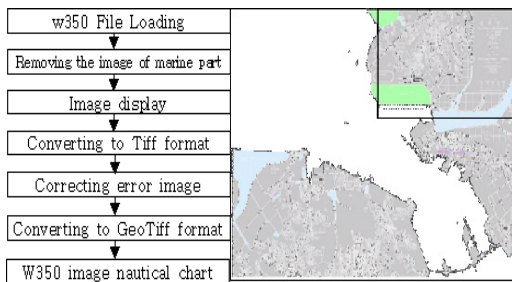 w350 File Loading
Removing the image of marine part
Image display
Converting to Tiff format
Correcting error image
Converting to GeoTiff format
W350 image nautical chart